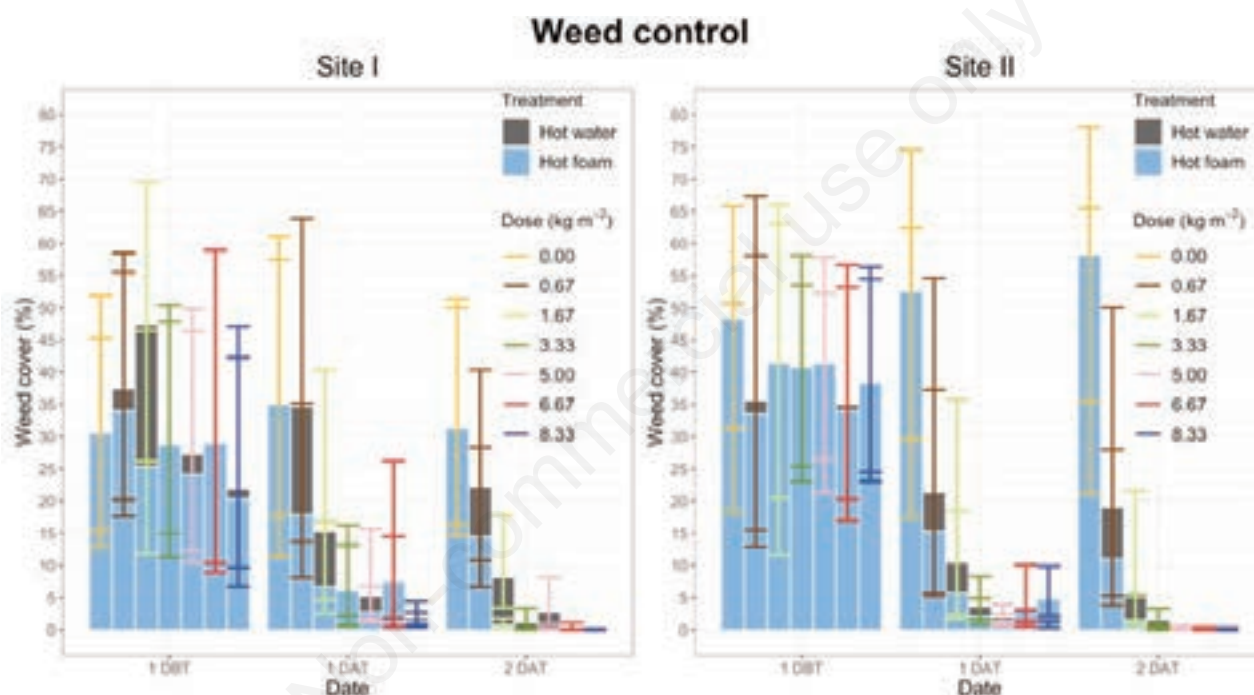 Weed control
Site I
Weed cover (%)
80
75
70
65
60
55
50
45
40
35
30
25
20
15
10
5
0
Treatment
Hot water
Hot foam
Dose (kg m⁻²)
0.00
0.67
1.67
3.33
5.00
6.67
8.33
1 DBT
1 DAT
2 DAT
Date
Site II
Weed cover (%)
80
75
70
65
60
55
50
45
40
35
30
25
20
15
10
5
0
Treatment
Hot water
Hot foam
Dose (kg m⁻²)
0.00
0.67
1.67
3.33
5.00
6.67
8.33
1 DBT
1 DAT
2 DAT
Date
Non-commercial use only